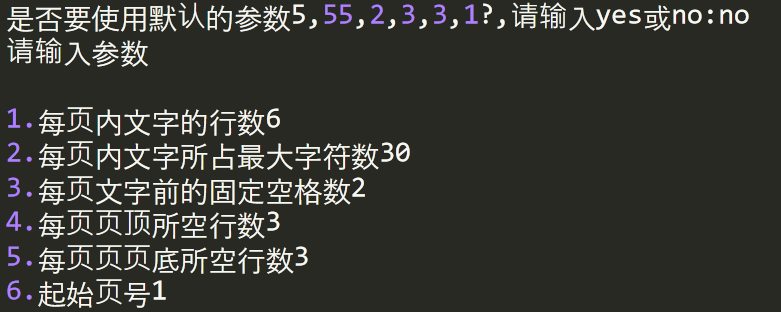 是否要使用默认的参数5,55,2,3,3,1?,请输入yes或no:no
请输入参数
1.每页内文字的行数6
2.每页内文字所占最大字符数30
3.每页文字前的固定空格数2
4.每页页顶所空行数3
5.每页页页底所空行数3
6.起始页号1